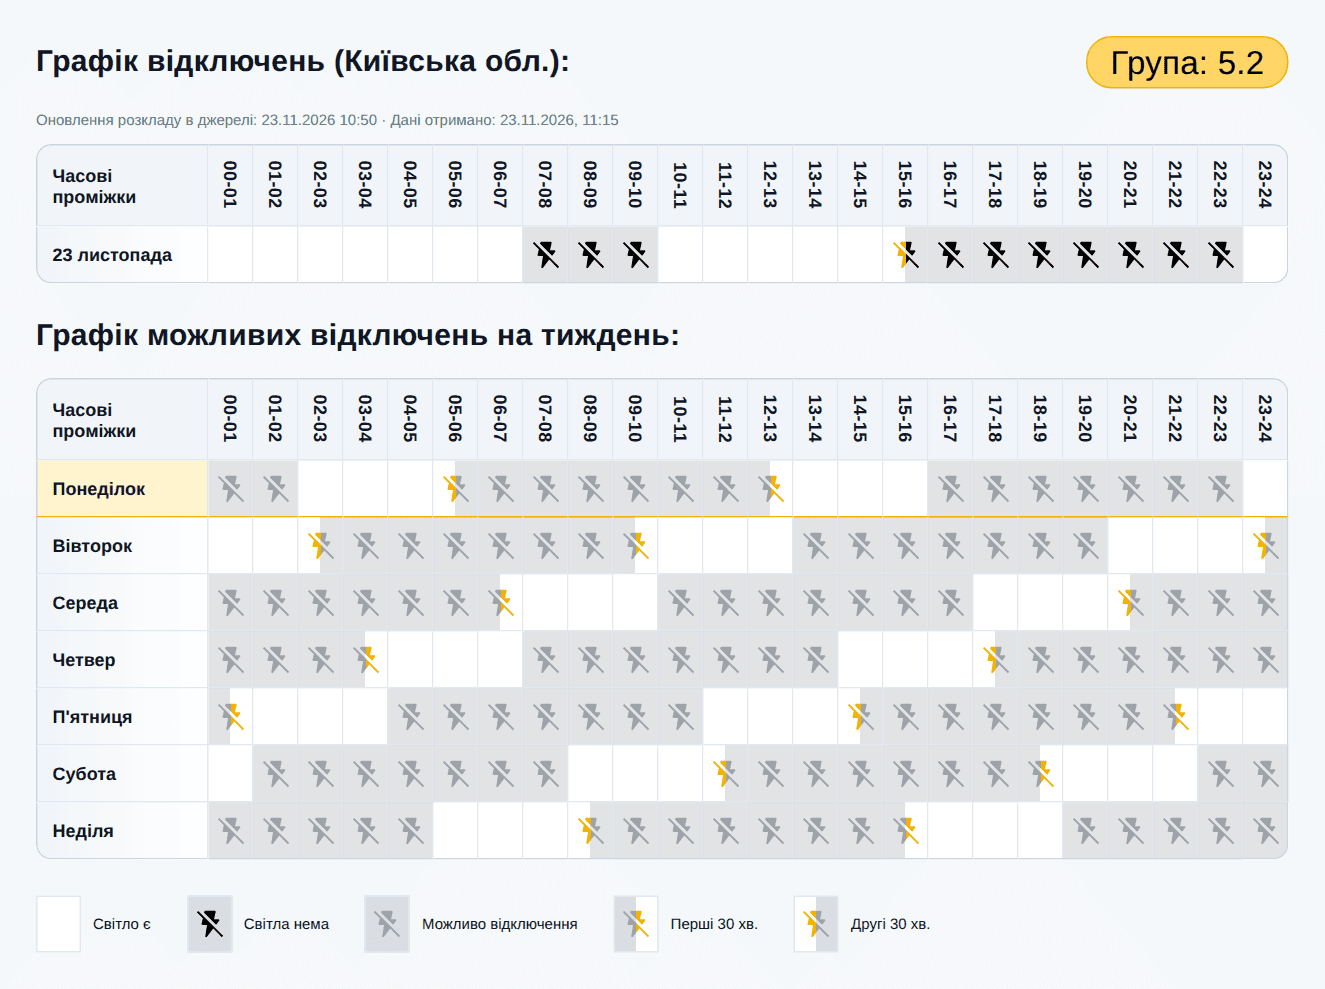 Графік відключень (Київська обл.):
Група: 5.2
Оновлення розкладу в джерелі: 23.11.2026 10:50 · Дані отримано: 23.11.2026, 11:15
Часові
проміжки
00-01 01-02 02-03 03-04 04-05 05-06 06-07 07-08 08-09 09-10 10-11 11-12 12-13 13-14 14-15 15-16 16-17 17-18 18-19 19-20 20-21 21-22 22-23 23-24
23 листопада
Графік можливих відключень на тиждень:
Часові
проміжки
00-01 01-02 02-03 03-04 04-05 05-06 06-07 07-08 08-09 09-10 10-11 11-12 12-13 13-14 14-15 15-16 16-17 17-18 18-19 19-20 20-21 21-22 22-23 23-24
Понеділок
Вівторок
Середа
Четвер
П'ятниця
Субота
Неділя
Світло є
Світла нема
Можливо відключення
Перші 30 хв.
Другі 30 хв.